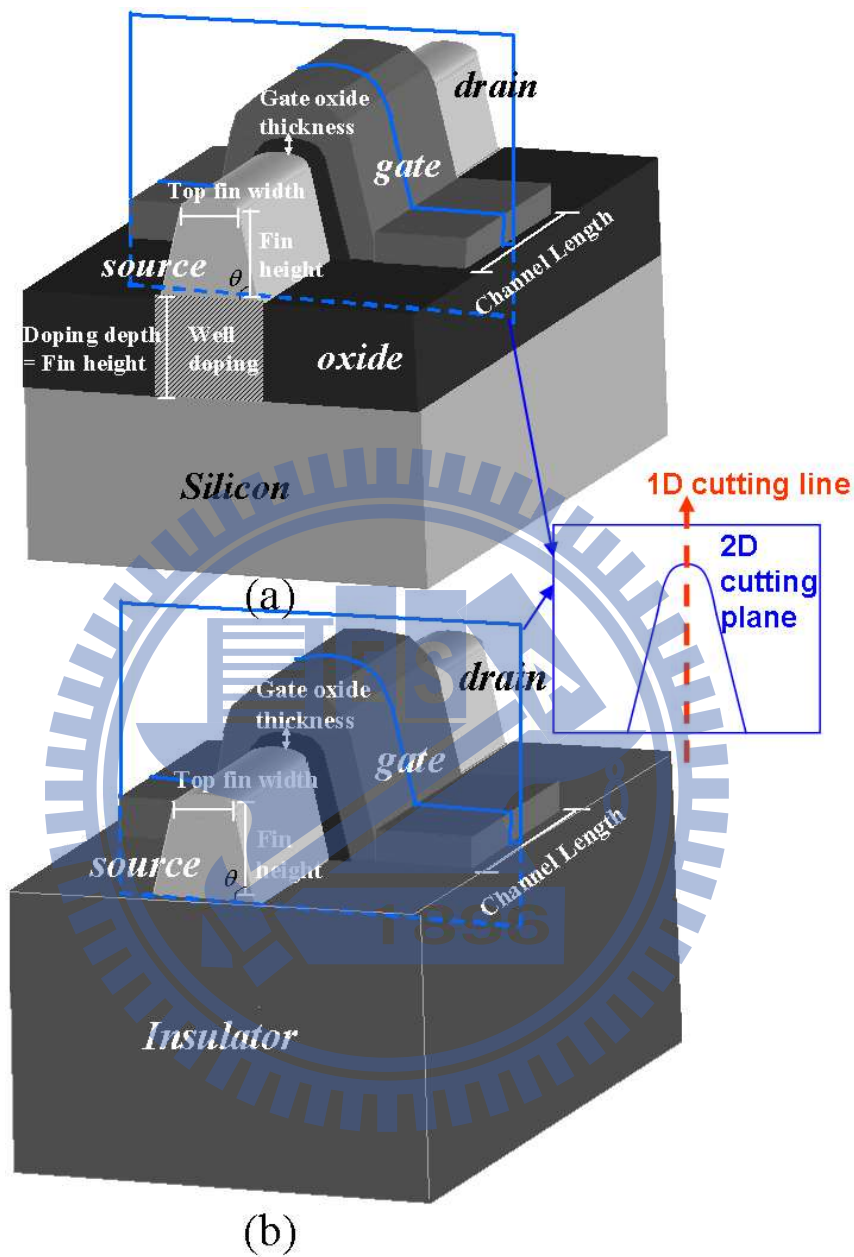 drain
Gate oxide
thickness
gate
Top fin width
Fin
height
source
θ
Channel Length
Doping depth
= Fin height
Well
doping
oxide
Silicon
1D cutting line
2D
cutting
plane
(a)
ES
drain
Gate oxide
thickness
gate
Top fin width
Fin
height
source
θ
Channel Length
1896
Insulator
(b)